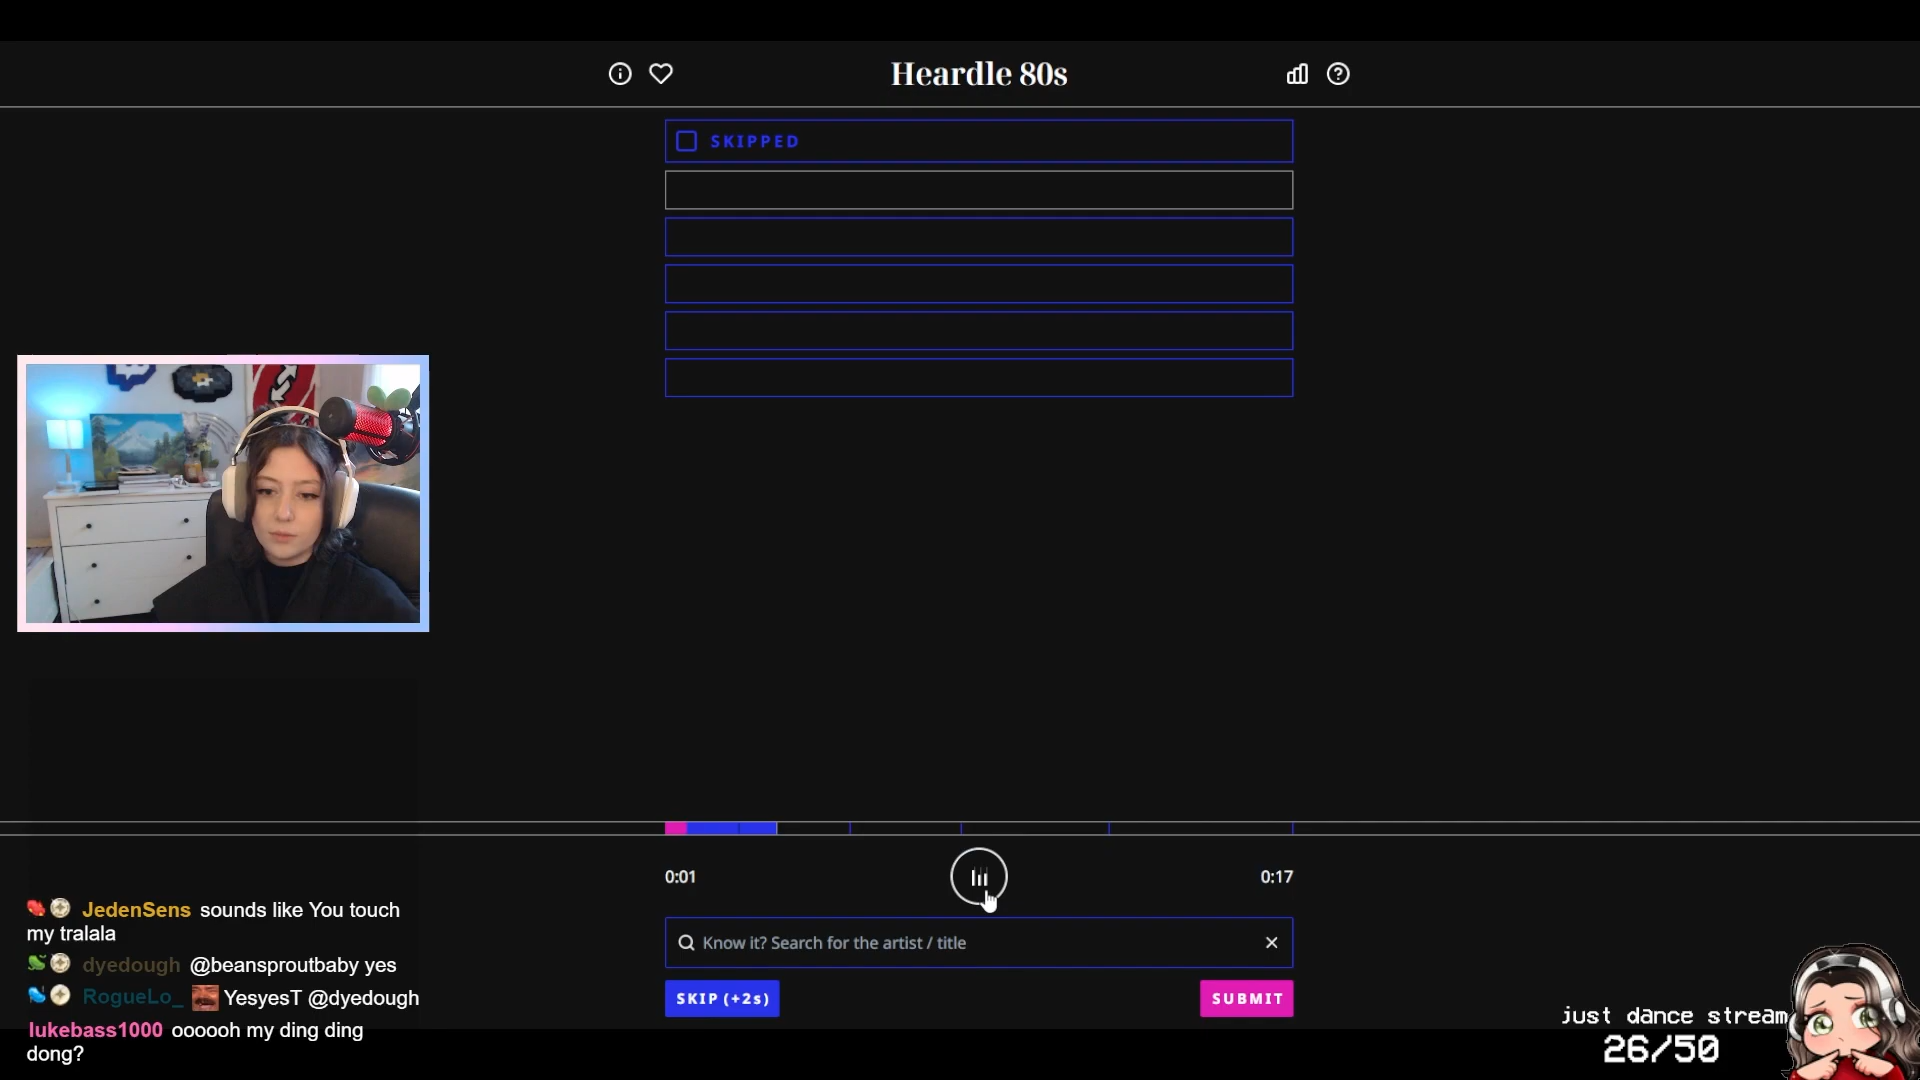 Heardle 80s
SKIPPED
0:01
0:17
Know it? Search for the artist / title
SKIP (+2s)
SUBMIT
JedenSens sounds like You touch
my tralala
dyedough @beansproutbaby yes
RogueLo_ YesyesT @dyedough
lukebass1000 oooooh my ding ding
dong?
just dance stream
26/50